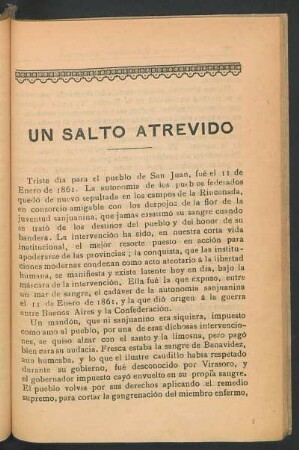 UN SALTO ATREVIDO
Triste dia para el pueblo de San Juan, fué el 11 de
Enero de 1861. La autonomia de los pueb os federados
quedó de nuevo sepultada en los campos de la Rinconada,
en consorcio amigable con los despojos de la flor de la
juventud sanjuanina, que jamas economisó su sangre cuando
se trató de los destinos del pueblo y del honor de su
bandera. La intervención ha sido, en nuestra corta vida
institucional, el mejor resorte puesto en acción para
apoderarse de las provincias; la conquista, que las institu-
ciones modernas condecan como acto atentatorio á la libertad
humana, se manifiesta y existe latente hoy en dia, bajo la
máscara de la intervención. Ella fué la que expuso, entre
un mar de sangre, el cadáver de la autonomia sanjuanina
el 11 de Enero de 1861, y la que dió origen á la guerra
entre Buenos Aires y la Confederación.
Un mandón, que ni sanjuanino era siquiera, impuesto
como amo al pueblo, por una de esas dichosas intervencio-
nes, se quiso alzar con el santo y la limosna, pero pagó
bien cara su audacia. Fresca estaba la sangre de Benavidez,
aun humeaba, y lo que el ilustre caudillo habia respetado
durante su gobierno, fué desconocido por Virasoro, y el
gobernador impuesto cayó envuelto en su propia sangre.
El pueblo volvia por sus derechos aplicando el remedio
supremo, para cortar la gangrenación del miembro enfermo,